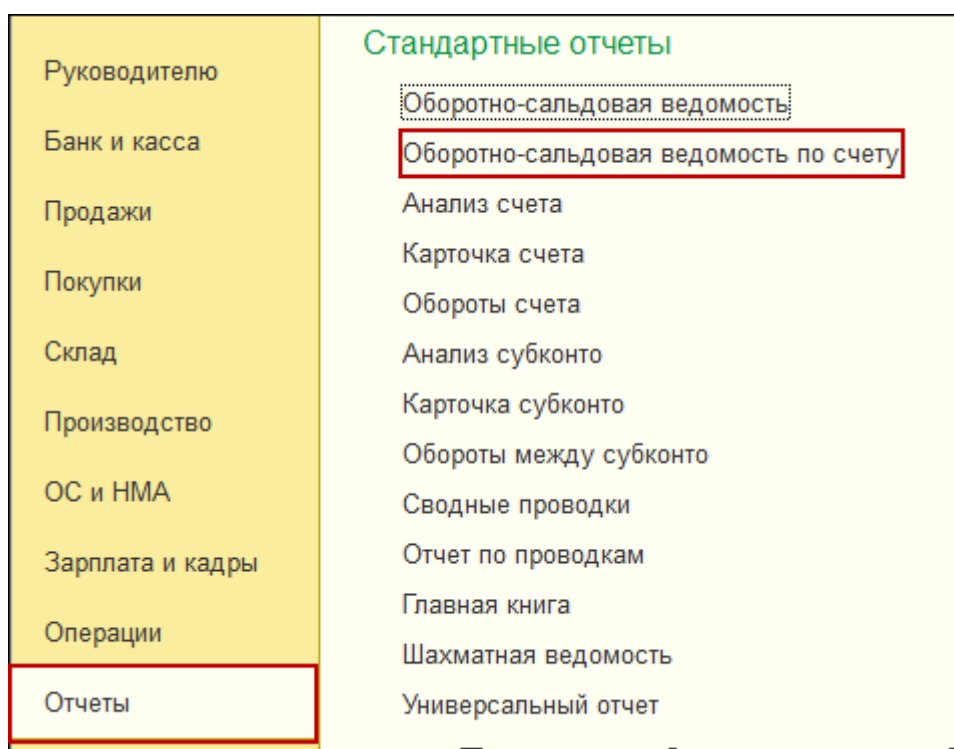 Руководителю
Банк и касса
Продажи
Покупки
Склад
Производство
ОС и НМА
Зарплата и кадры
Операции
Отчеты
Стандартные отчеты
Оборотно-сальдовая ведомость
Оборотно-сальдовая ведомость по счету
Анализ счета
Карточка счета
Обороты счета
Анализ субконто
Карточка субконто
Обороты между субконто
Сводные проводки
Отчет по проводкам
Главная книга
Шахматная ведомость
Универсальный отчет